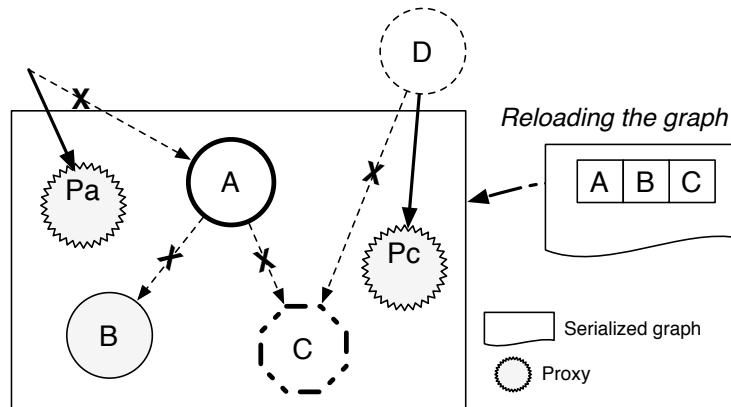 D
X
Reloading the graph
A B C
Pa
A
X
Pc
X
X
B
C
Serialized graph
Proxy